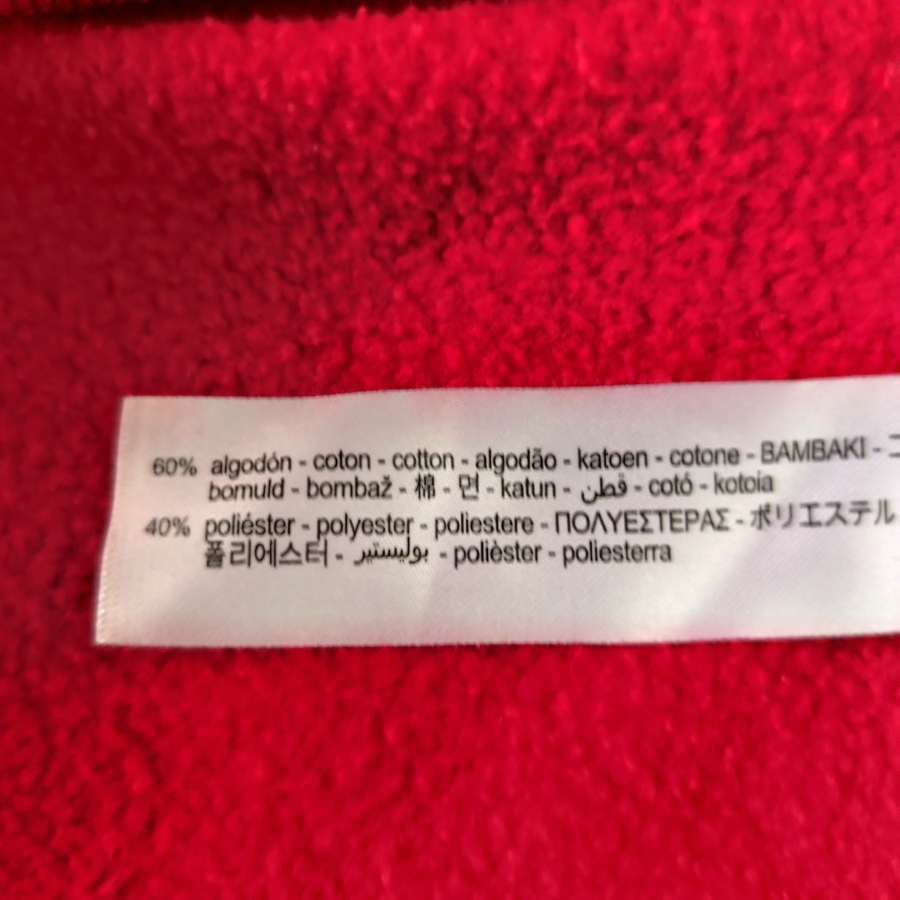 60% algodón - coton - cotton - algodão - katoen - cotone - BAMBAKI - コ
bomuld - bombaž - 棉 - 면 - katun - قطن - cotó - kotoia
40% poliéster - polyester - poliestere - ΠΟΛΥΕΣΤΕΡΑΣ - ポリエステル
폴리에스터 - بوليستير - polièster - poliesterra